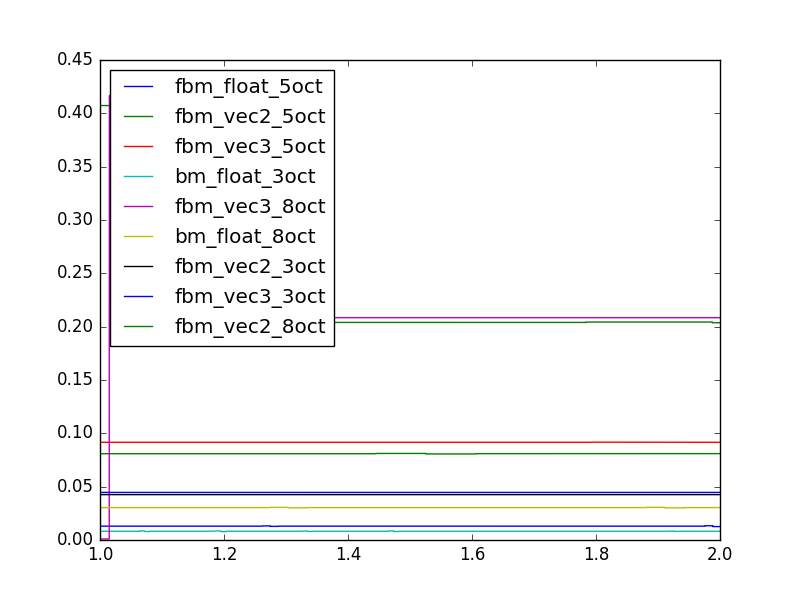 0.45
0.40
0.35
0.30
0.25
0.20
0.15
0.10
0.05
0.00
fbm_float_5oct
fbm_vec2_5oct
fbm_vec3_5oct
bm_float_3oct
fbm_vec3_8oct
bm_float_8oct
fbm_vec2_3oct
fbm_vec3_3oct
fbm_vec2_8oct
1.0 1.2 1.4 1.6 1.8 2.0